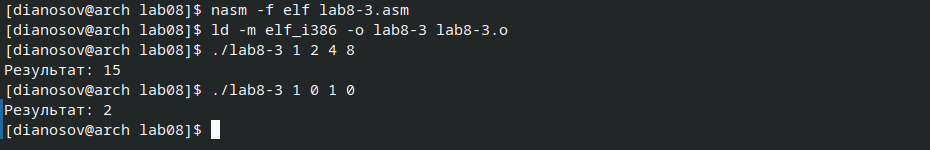 [dianosov@arch lab08]$ nasm -f elf lab8-3.asm
[dianosov@arch lab08]$ ld -m elf_i386 -o lab8-3 lab8-3.o
[dianosov@arch lab08]$ ./lab8-3 1 2 4 8
Результат: 15
[dianosov@arch lab08]$ ./lab8-3 1 0 1 0
Результат: 2
[dianosov@arch lab08]$